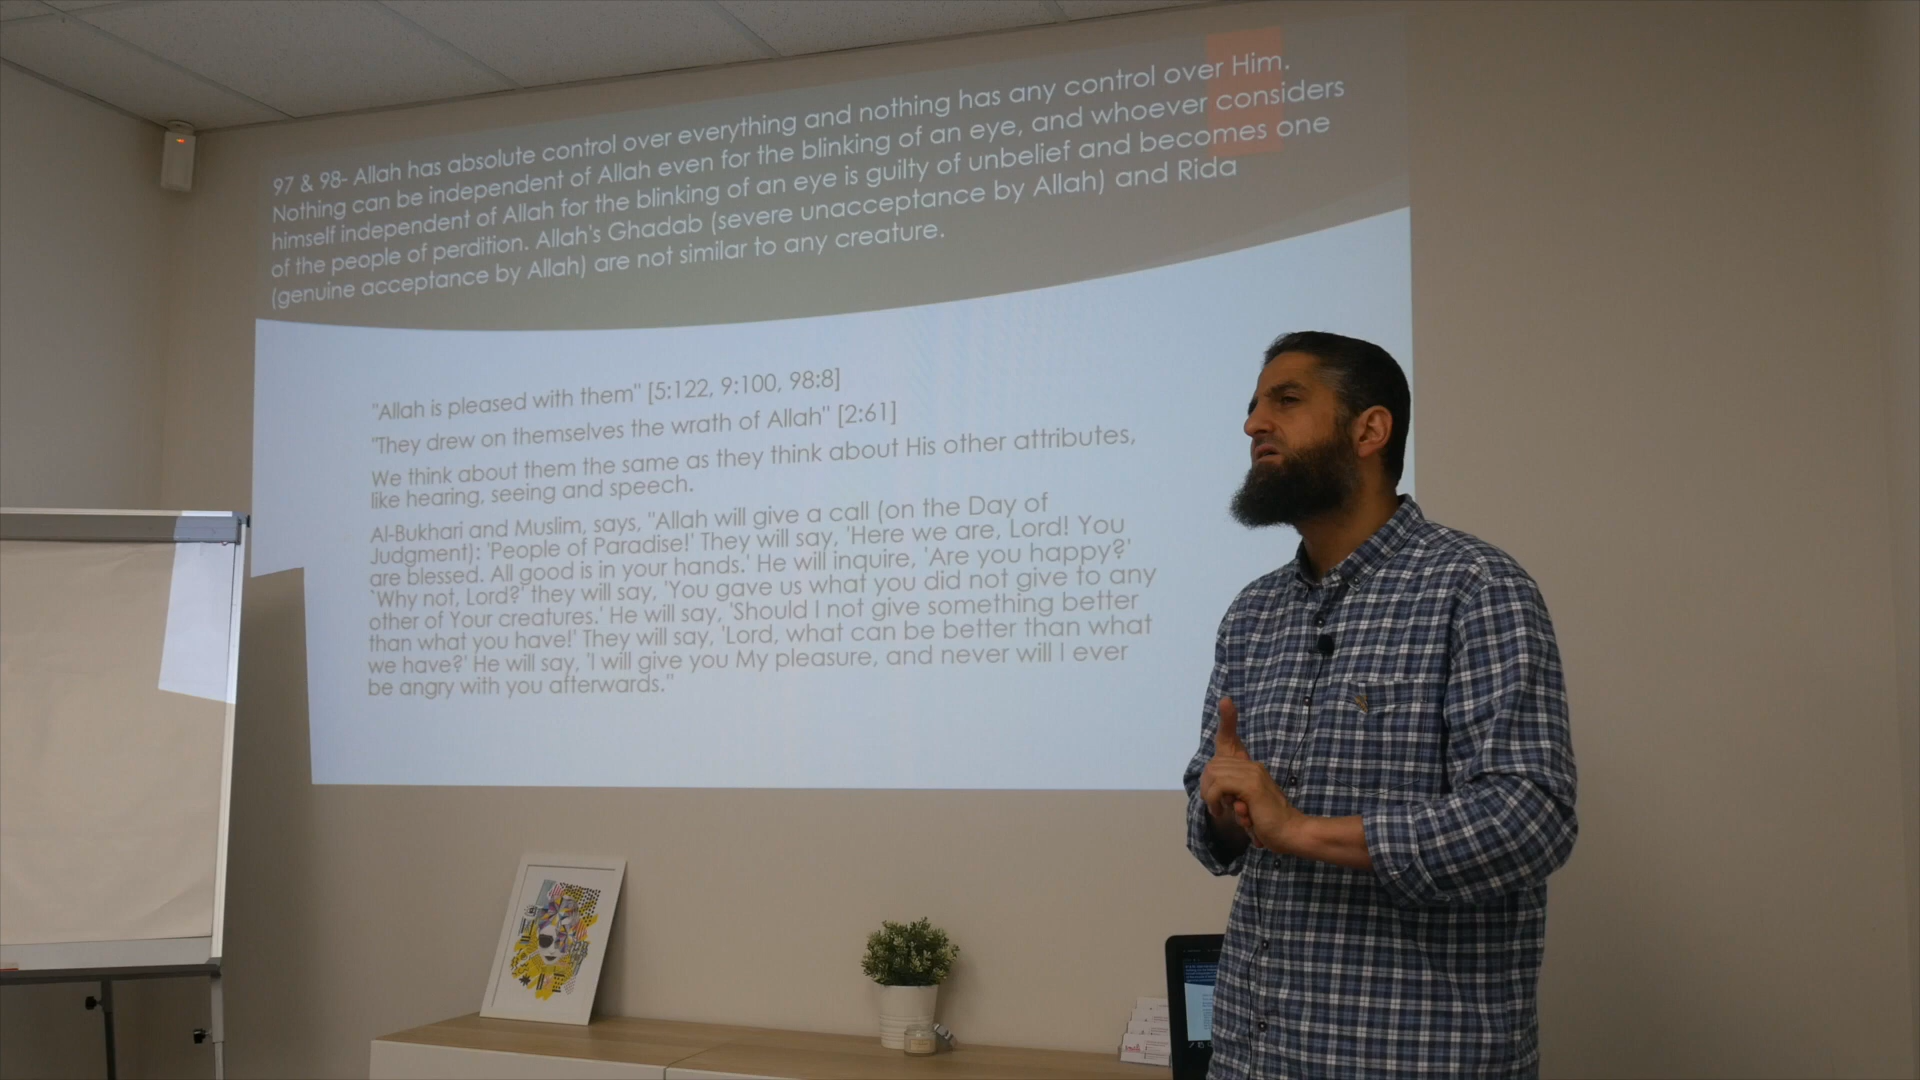 97 & 98- Allah has absolute control over everything and nothing has any control over Him.
Nothing can be independent of Allah even for the blinking of an eye, and whoever considers
himself independent of Allah for the blinking of an eye is guilty of unbelief and becomes one
of the people of perdition. Allah's Ghadab (severe unacceptance by Allah) and Rida
(genuine acceptance by Allah) are not similar to any creature.
"Allah is pleased with them" [5:122, 9:100, 98:8]
"They drew on themselves the wrath of Allah" [2:61]
We think about them the same as they think about His other attributes,
like hearing, seeing and speech.
Al-Bukhari and Muslim, says, "Allah will give a call (on the Day of
Judgment): 'People of Paradise!' They will say, 'Here we are, Lord! You
are blessed. All good is in your hands.' He will inquire, 'Are you happy?'
'Why not, Lord?' they will say, 'You gave us what you did not give to any
other of Your creatures.' He will say, 'Should I not give something better
than what you have!' They will say, 'Lord, what can be better than what
we have?' He will say, 'I will give you My pleasure, and never will I ever
be angry with you afterwards."